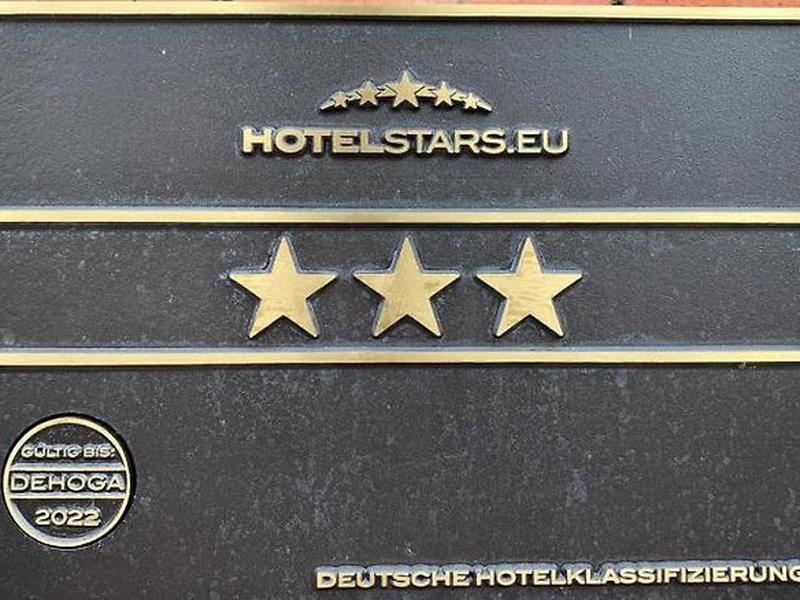 HOTELSTARS.EU
GÜLTIG BIS:
DEHOGA
2022
DEUTSCHE HOTELKLASSIFIZIERUNG